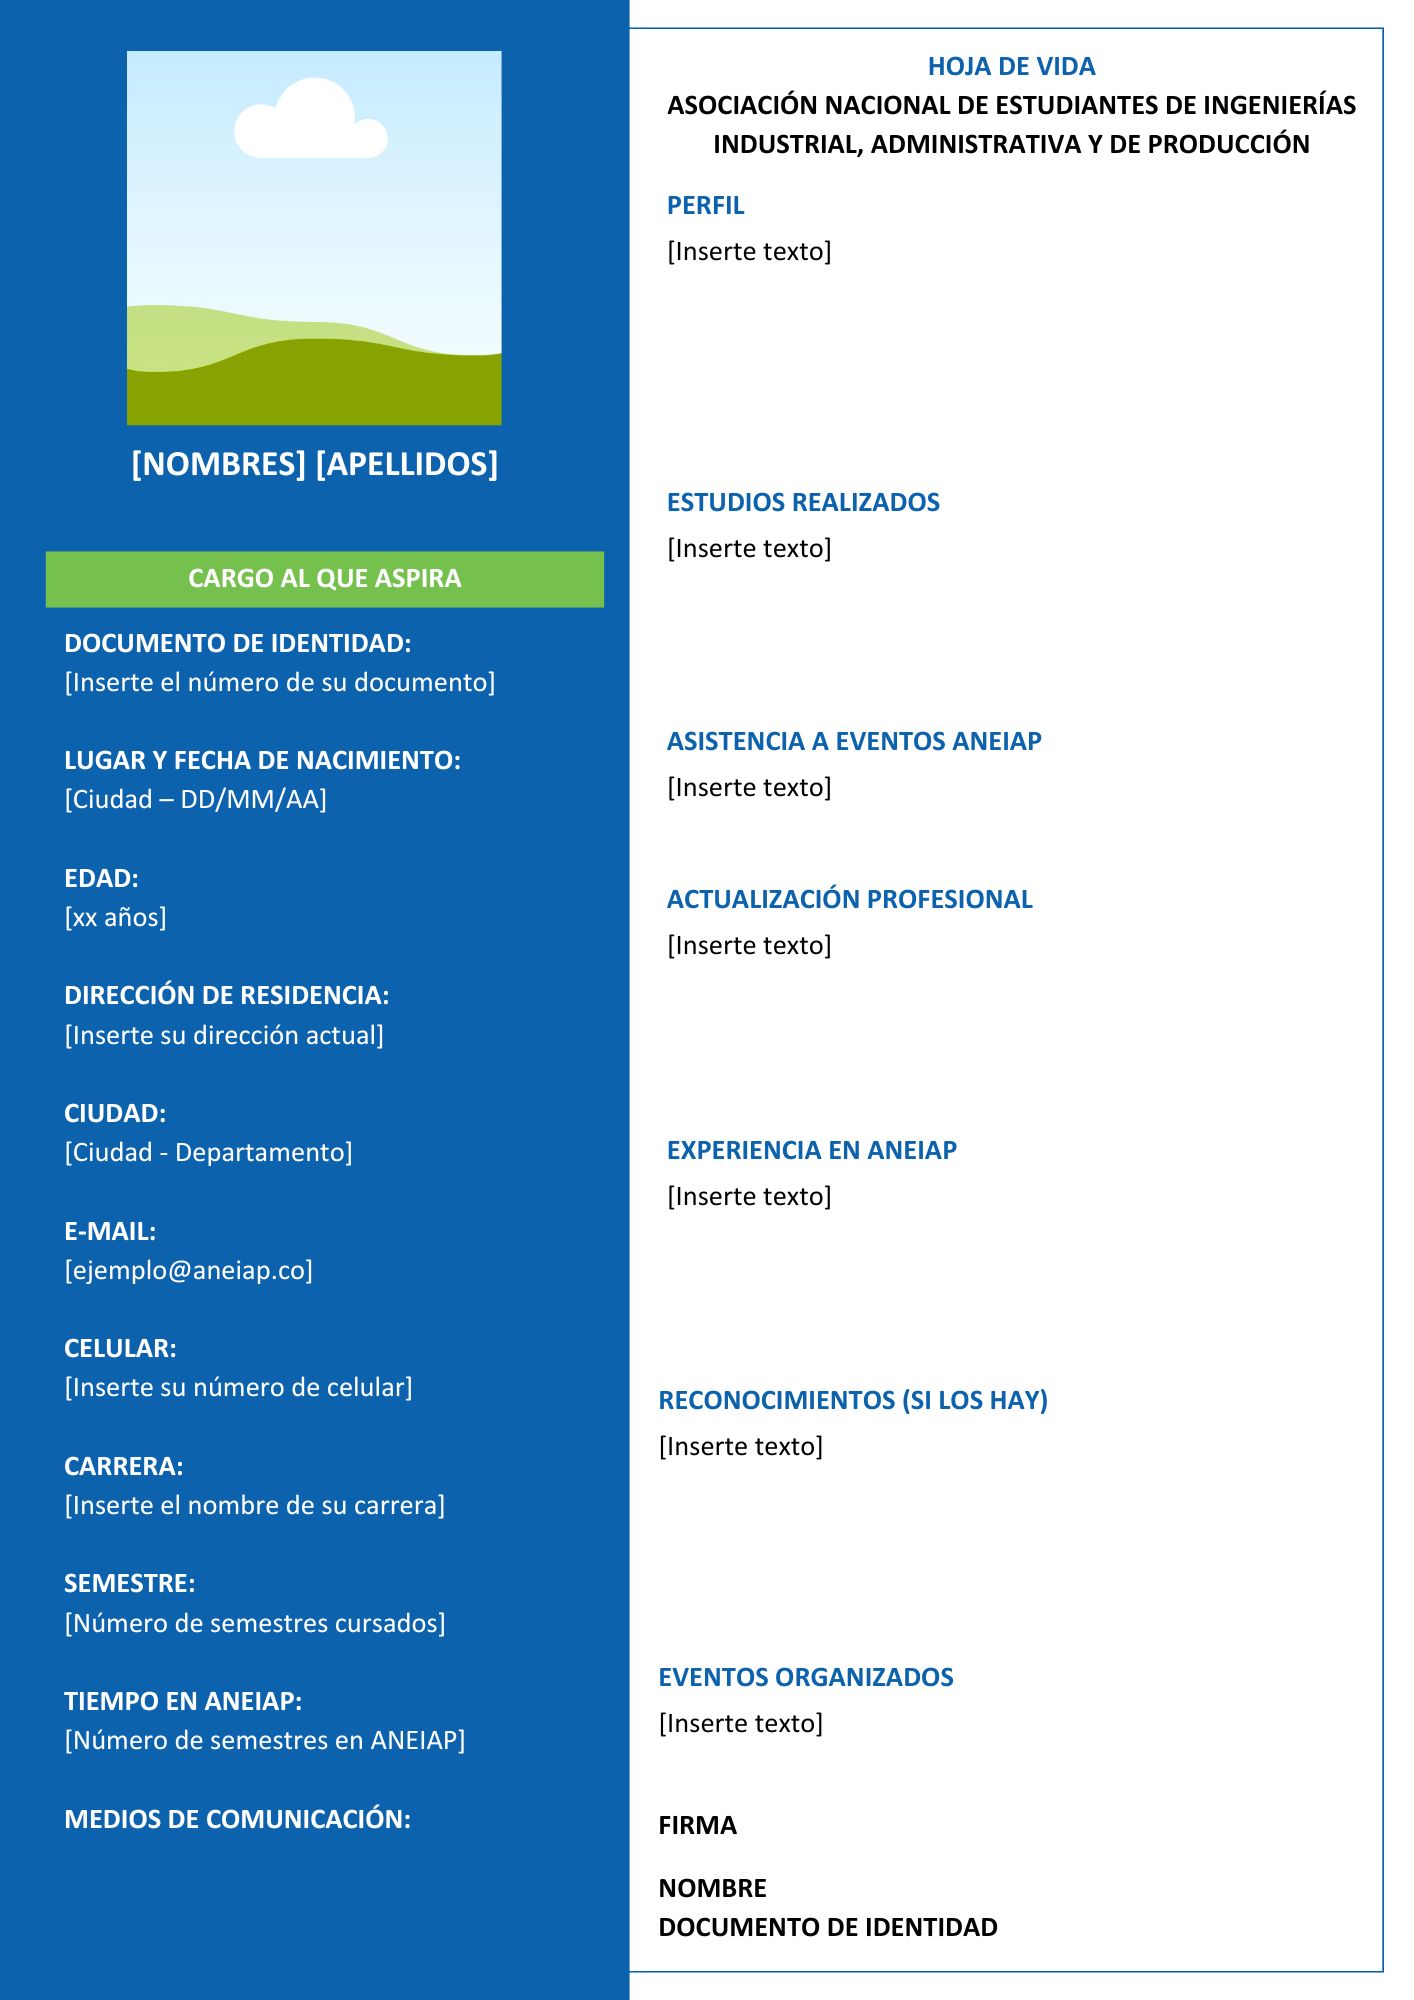 [NOMBRES] [APELLIDOS]
CARGO AL QUE ASPIRA
DOCUMENTO DE IDENTIDAD:
[Inserte el número de su documento]
LUGAR Y FECHA DE NACIMIENTO:
[Ciudad – DD/MM/AA]
EDAD:
[xx años]
DIRECCIÓN DE RESIDENCIA:
[Inserte su dirección actual]
CIUDAD:
[Ciudad - Departamento]
E-MAIL:
[ejemplo@aneiap.co]
CELULAR:
[Inserte su número de celular]
CARRERA:
[Inserte el nombre de su carrera]
SEMESTRE:
[Número de semestres cursados]
TIEMPO EN ANEIAP:
[Número de semestres en ANEIAP]
MEDIOS DE COMUNICACIÓN:
HOJA DE VIDA
ASOCIACIÓN NACIONAL DE ESTUDIANTES DE INGENIERÍAS
INDUSTRIAL, ADMINISTRATIVA Y DE PRODUCCIÓN
PERFIL
[Inserte texto]
ESTUDIOS REALIZADOS
[Inserte texto]
ASISTENCIA A EVENTOS ANEIAP
[Inserte texto]
ACTUALIZACIÓN PROFESIONAL
[Inserte texto]
EXPERIENCIA EN ANEIAP
[Inserte texto]
RECONOCIMIENTOS (SI LOS HAY)
[Inserte texto]
EVENTOS ORGANIZADOS
[Inserte texto]
FIRMA
NOMBRE
DOCUMENTO DE IDENTIDAD